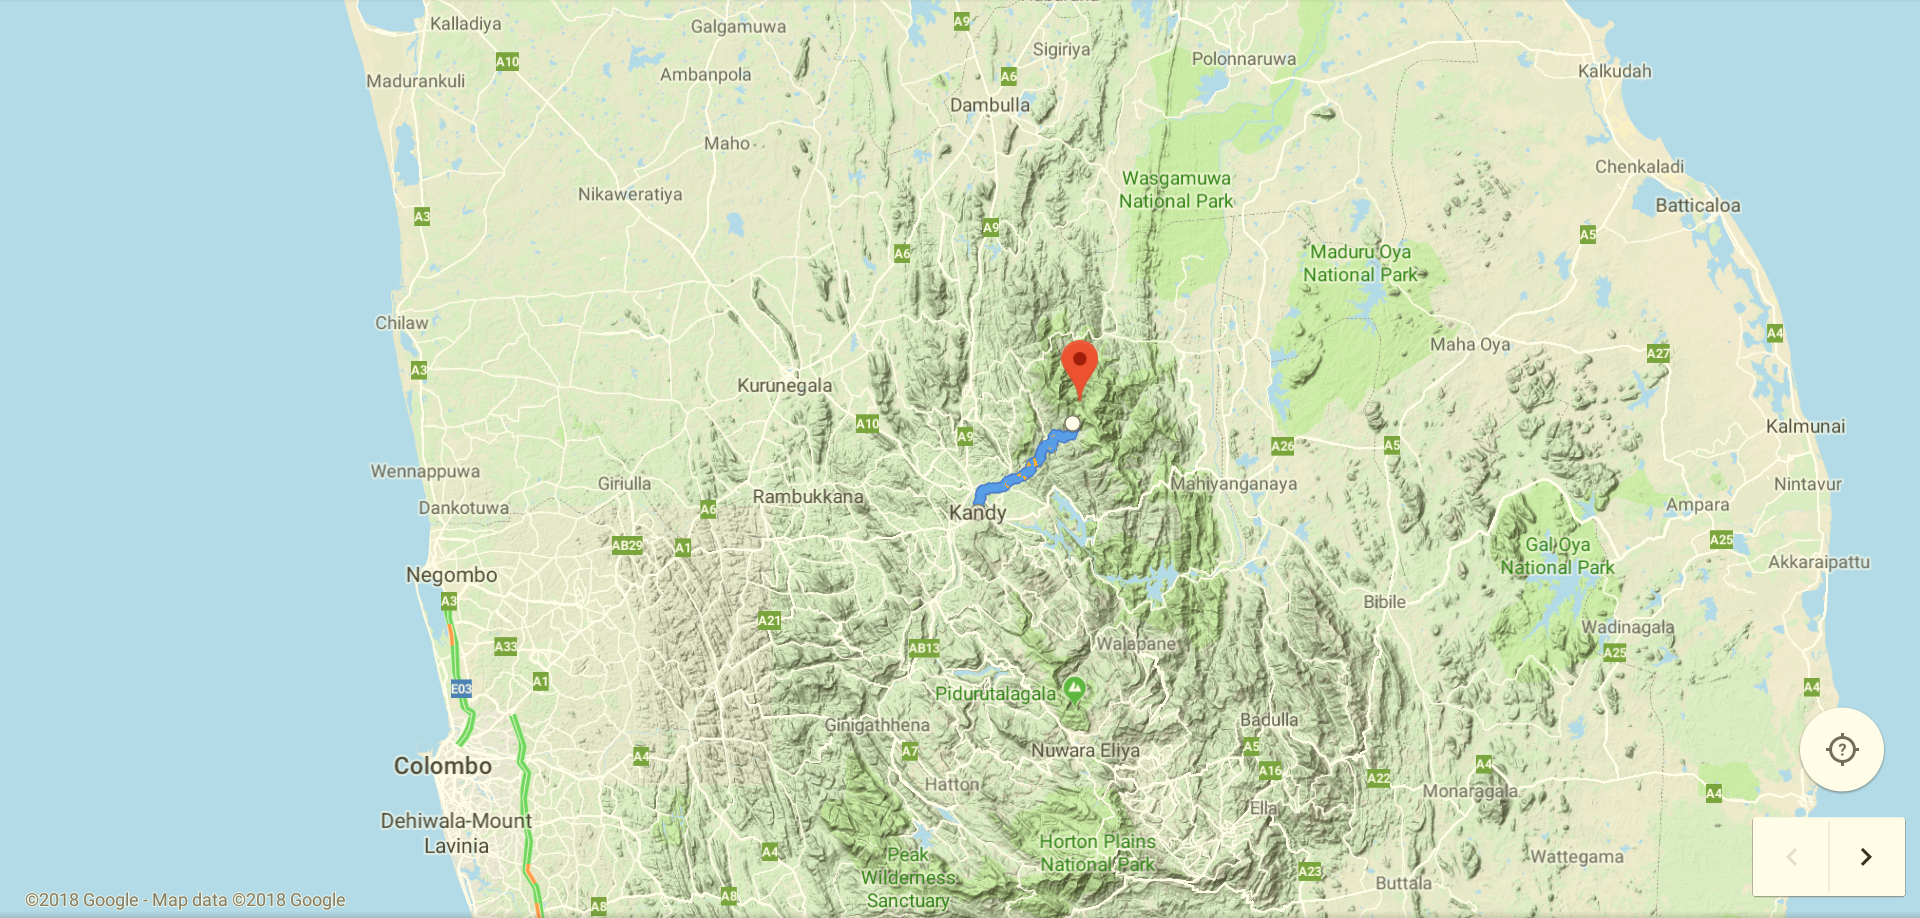 Kalladiya
Galgamuwa
A9
Sigiriya
Polonnaruwa
A10
Madurankuli
Ambanpola
A6
Kalkudah
Dambulla
Maho
Chenkaladi
Wasgamuwa
National Park
Nikaweratiya
Batticaloa
A3
A9
A5
A6
Maduru Oya
National Park
Chilaw
A4
Maha Oya
A27
A3
Kurunegala
A10
A9
Kalmunai
A26
A5
Wennappuwa
Giriulla
Rambukkana
Mahiyanganaya
Nintavur
Dankotuwa
A6
Kandy
Ampara
AB29
A1
Gal Oya
National Park
A25
Akkaraipattu
Negombo
A3
Bibile
A21
Wadinagala
A33
AB13
Walapane
A25
A1
E03
Pidurutalagala
A4
Ginigathhena
Badulla
A4
A7
Nuwara Eliya
A5
Colombo
A16
A22
A4
Hatton
Monaragala
A4
Ella
Dehiwala-Mount
Lavinia
Horton Plains
National Park
A4
Peak
Wilderness
Sanctuary
Wattegama
A23
Buttala
A8
A8
©2018 Google - Map data ©2018 Google